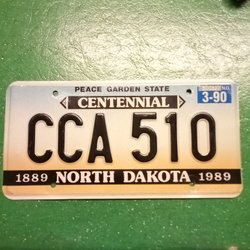 PEACE GARDEN STATE
CENTENNIAL
3-90
CCA 510
1889 NORTH DAKOTA 1989